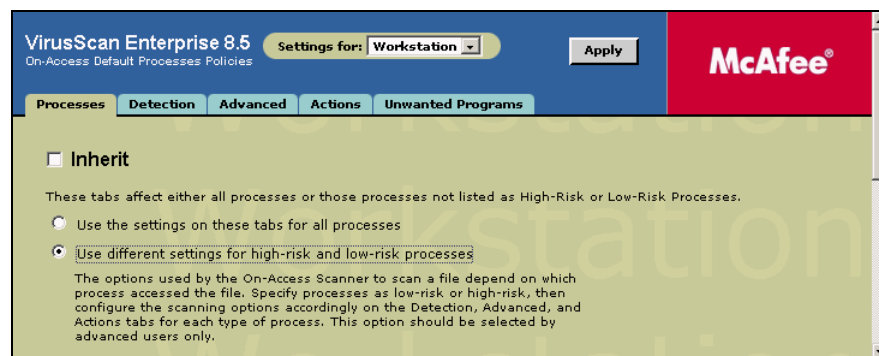 VirusScan Enterprise 8.5
Settings for: Workstation
Apply
McAfee®
On-Access Default Processes Policies
Processes Detection Advanced Actions Unwanted Programs
Inherit
These tabs affect either all processes or those processes not listed as High-Risk or Low-Risk Processes.
Use the settings on these tabs for all processes
Use different settings for high-risk and low-risk processes
The options used by the On-Access Scanner to scan a file depend on which
process accessed the file. Specify processes as low-risk or high-risk, then
configure the scanning options accordingly on the Detection, Advanced, and
Actions tabs for each type of process. This option should be selected by
advanced users only.
Workstation
Workstation
Workstation